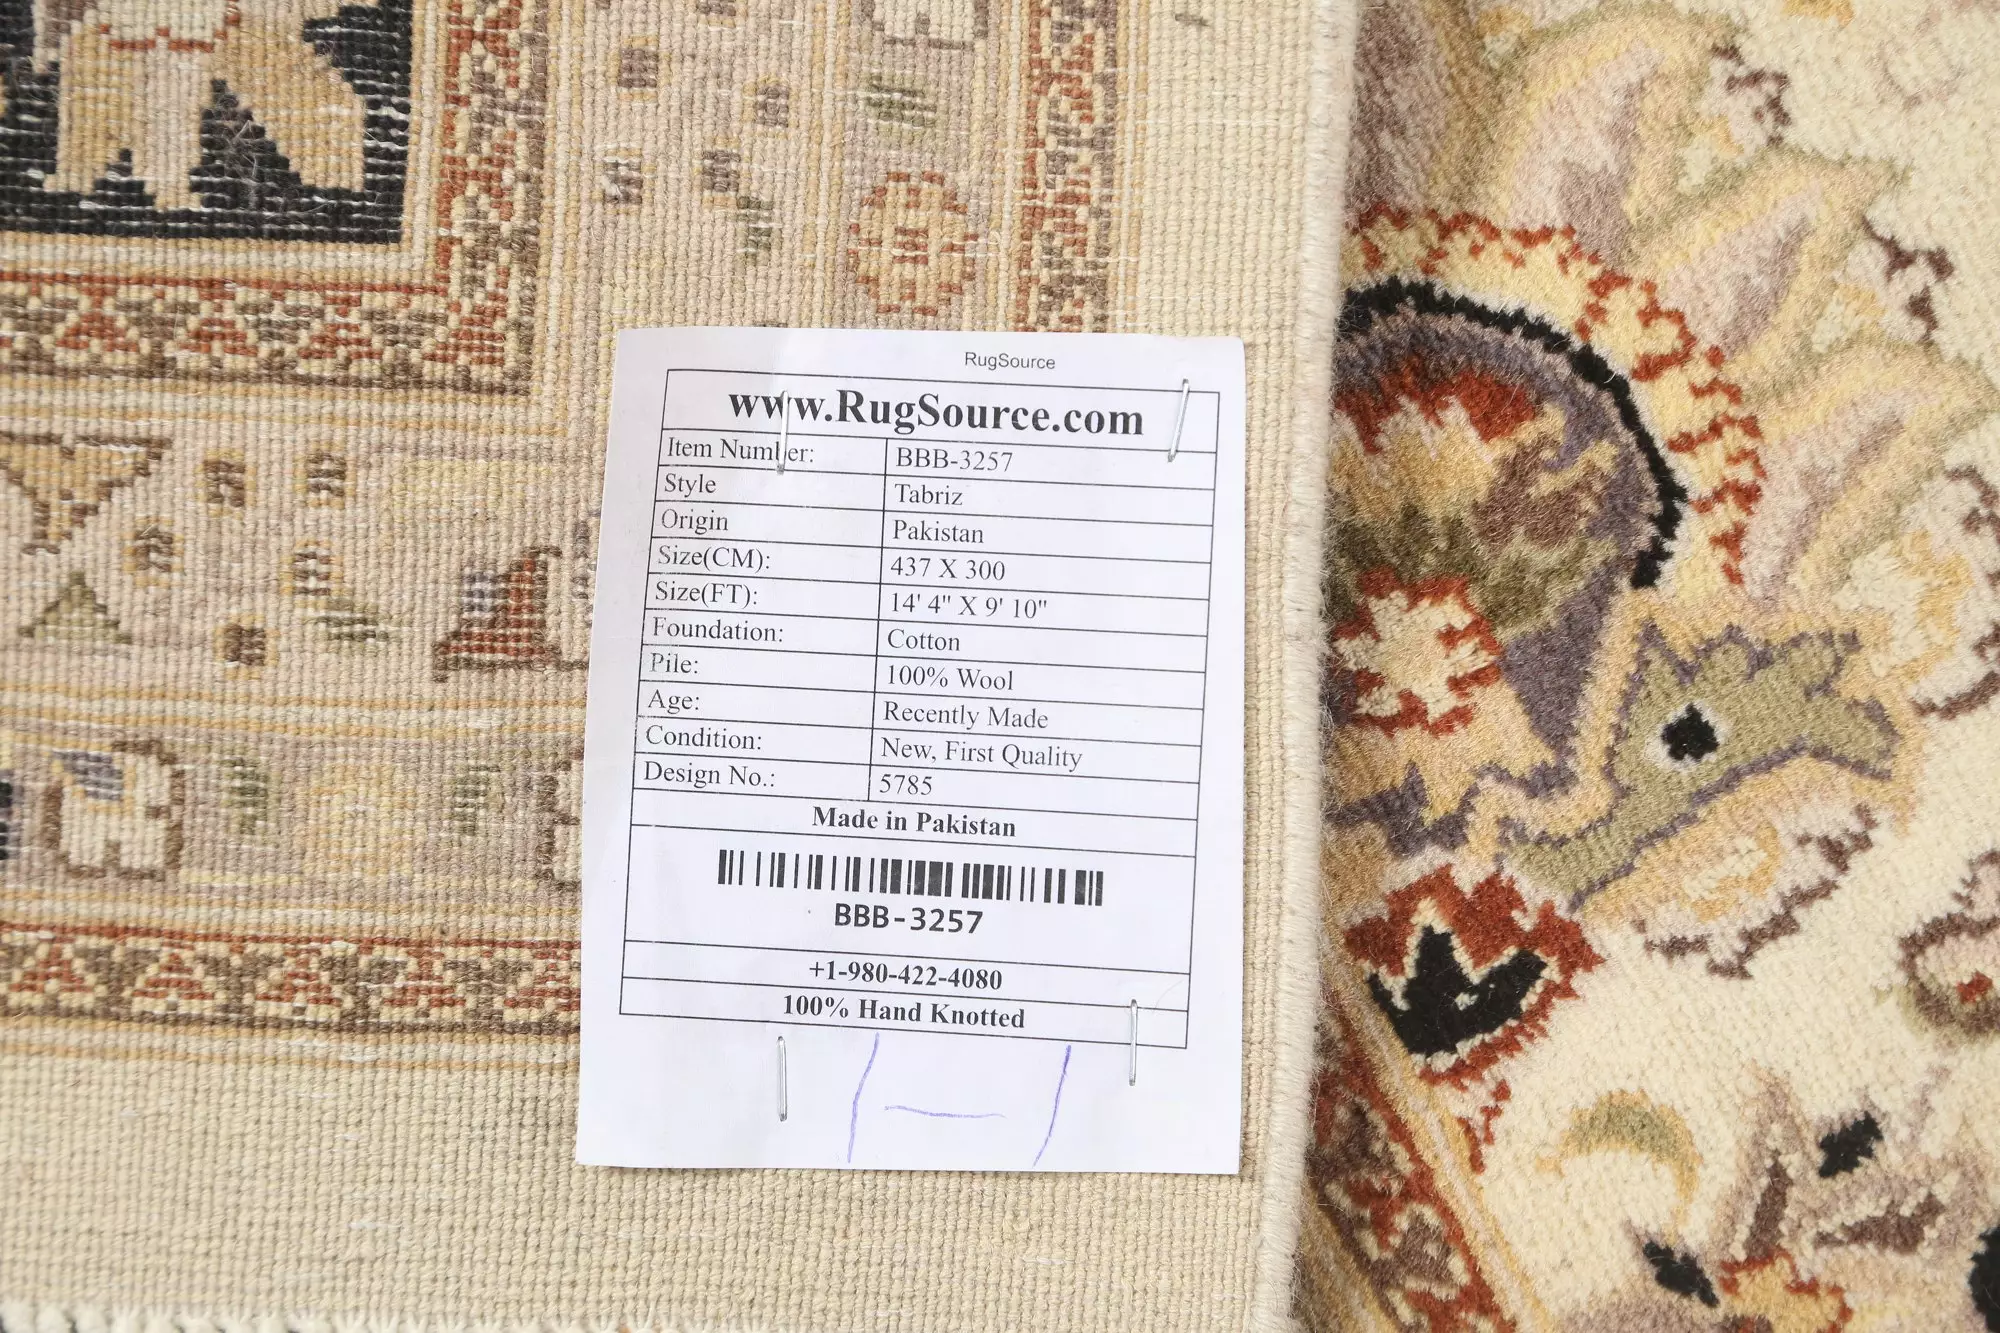 RugSource
www.RugSource.com
Item Number: BBB-3257
Style Tabriz
Origin Pakistan
Size(CM): 437 X 300
Size(FT): 14' 4" X 9' 10"
Foundation: Cotton
Pile: 100% Wool
Age: Recently Made
Condition: New, First Quality
Design No.: 5785
Made in Pakistan
BBB-3257
+1-980-422-4080
100% Hand Knotted
1-1